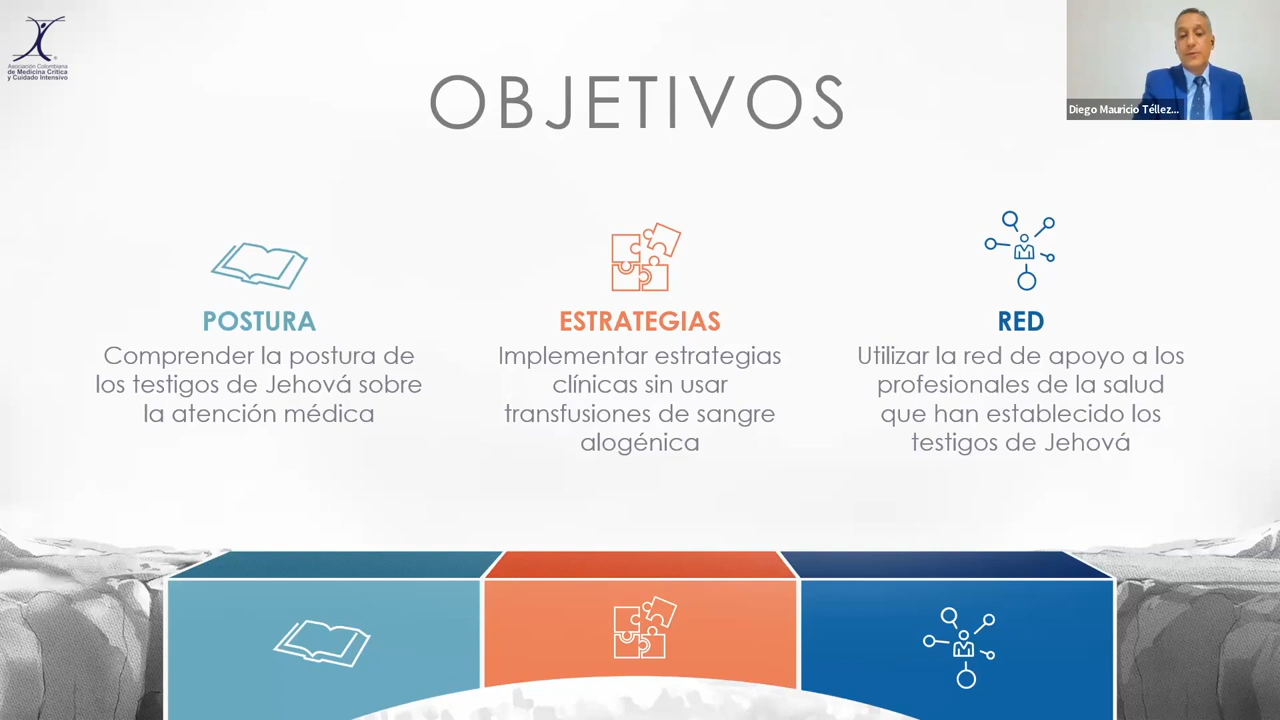 Asociación Colombiana
de Medicina Crítica
y Cuidado Intensivo
OBJETIVOS
Diego Mauricio Téllez...
POSTURA
Comprender la postura de
los testigos de Jehová sobre
la atención médica
ESTRATEGIAS
Implementar estrategias
clínicas sin usar
transfusiones de sangre
alogénica
RED
Utilizar la red de apoyo a los
profesionales de la salud
que han establecido los
testigos de Jehová